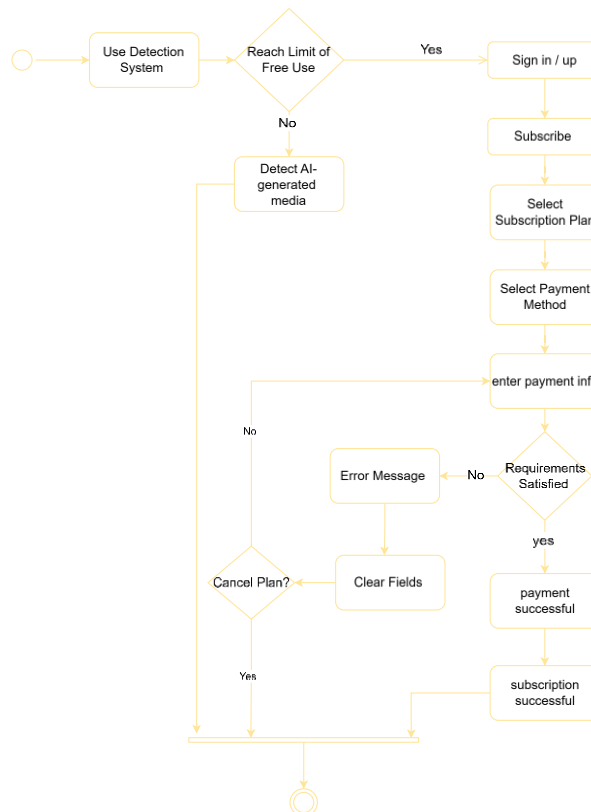 Use Detection
System
Reach Limit of
Free Use
Yes
Sign in / up
No
Subscribe
Detect AI-
generated
media
Select
Subscription Plan
Select Payment
Method
enter payment inf
No
Requirements
Satisfied
No
Error Message
yes
Cancel Plan?
Clear Fields
payment
successful
Yes
subscription
successful